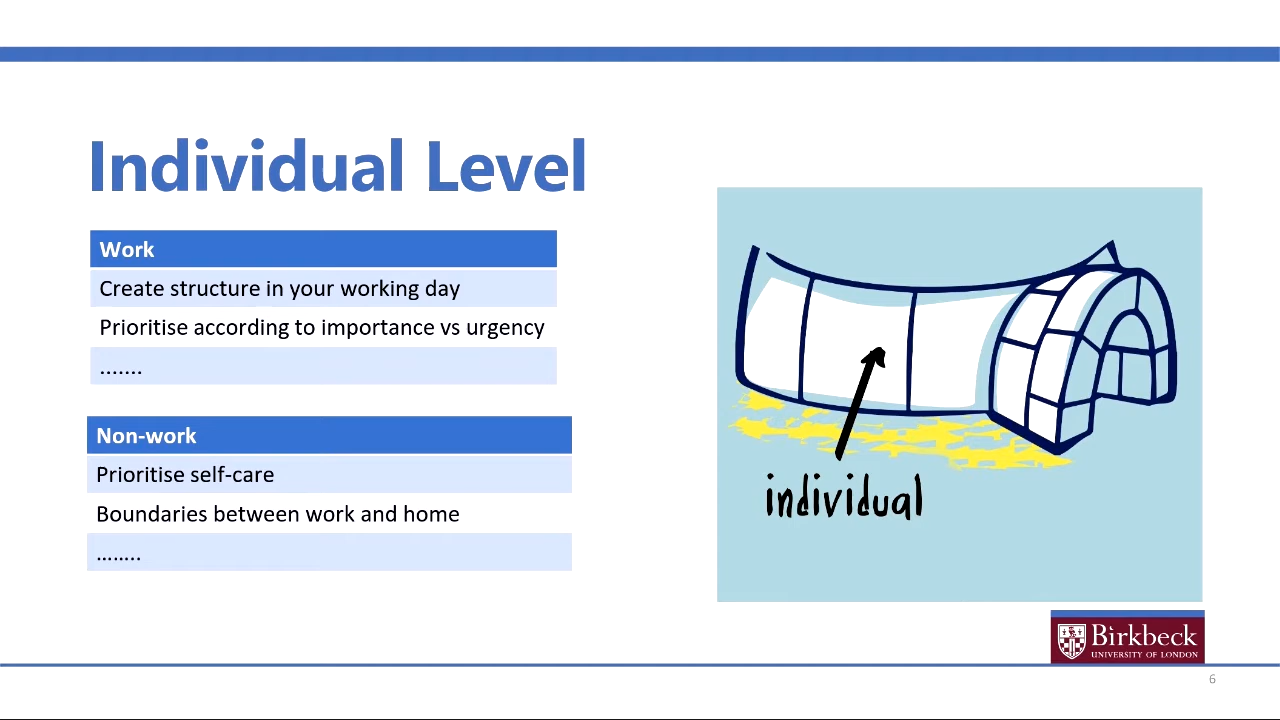 Individual Level
Work
Create structure in your working day
Prioritise according to importance vs urgency
.......
Non-work
Prioritise self-care
Boundaries between work and home
........
individual
Birkbeck
UNIVERSITY OF LONDON
6